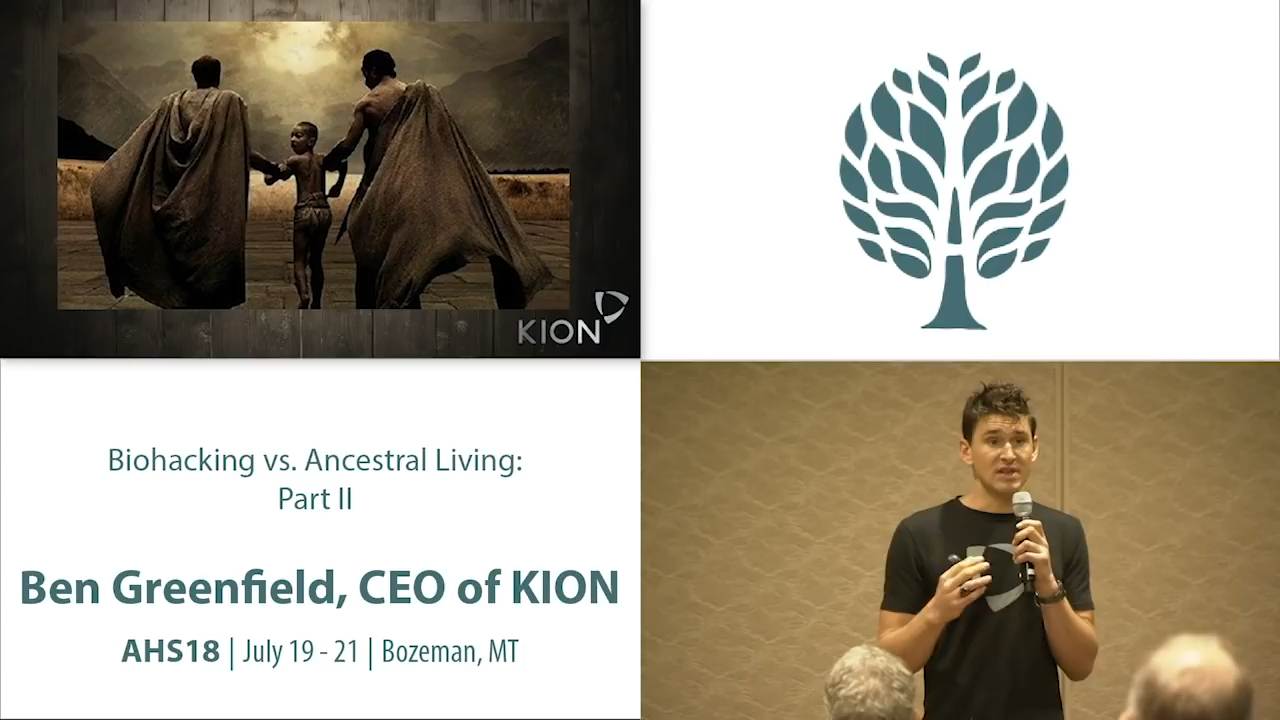 KION
Biohacking vs. Ancestral Living:
Part II
Ben Greenfield, CEO of KION
AHS18 | July 19 - 21 | Bozeman, MT